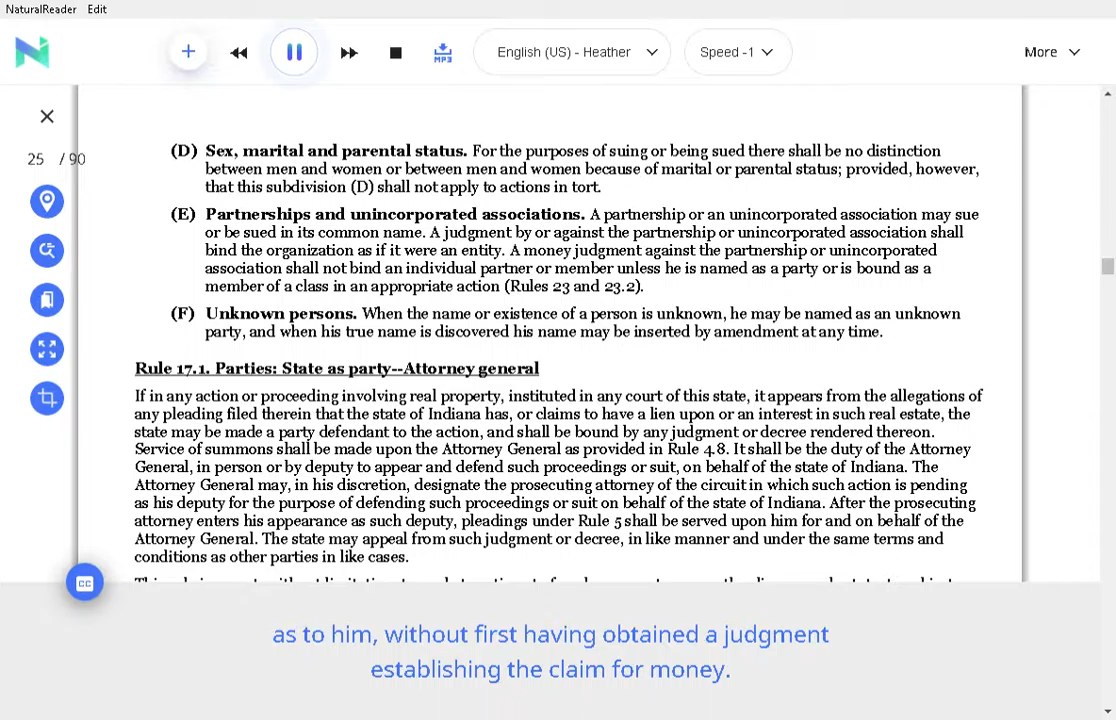 NaturalReader Edit
English (US) - Heather
Speed -1
More
MP3
25 / 90
(D) Sex, marital and parental status. For the purposes of suing or being sued there shall be no distinction
between men and women or between men and women because of marital or parental status; provided, however,
that this subdivision (D) shall not apply to actions in tort.
(E) Partnerships and unincorporated associations. A partnership or an unincorporated association may sue
or be sued in its common name. A judgment by or against the partnership or unincorporated association shall
bind the organization as if it were an entity. A money judgment against the partnership or unincorporated
association shall not bind an individual partner or member unless he is named as a party or is bound as a
member of a class in an appropriate action (Rules 23 and 23.2).
(F) Unknown persons. When the name or existence of a person is unknown, he may be named as an unknown
party, and when his true name is discovered his name may be inserted by amendment at any time.
Rule 17.1. Parties: State as party--Attorney general
If in any action or proceeding involving real property, instituted in any court of this state, it appears from the allegations of
any pleading filed therein that the state of Indiana has, or claims to have a lien upon or an interest in such real estate, the
state may be made a party defendant to the action, and shall be bound by any judgment or decree rendered thereon.
Service of summons shall be made upon the Attorney General as provided in Rule 4.8. It shall be the duty of the Attorney
General, in person or by deputy to appear and defend such proceedings or suit, on behalf of the state of Indiana. The
Attorney General may, in his discretion, designate the prosecuting attorney of the circuit in which such action is pending
as his deputy for the purpose of defending such proceedings or suit on behalf of the state of Indiana. After the prosecuting
attorney enters his appearance as such deputy, pleadings under Rule 5 shall be served upon him for and on behalf of the
Attorney General. The state may appeal from such judgment or decree, in like manner and under the same terms and
conditions as other parties in like cases.
CC
as to him, without first having obtained a judgment
establishing the claim for money.